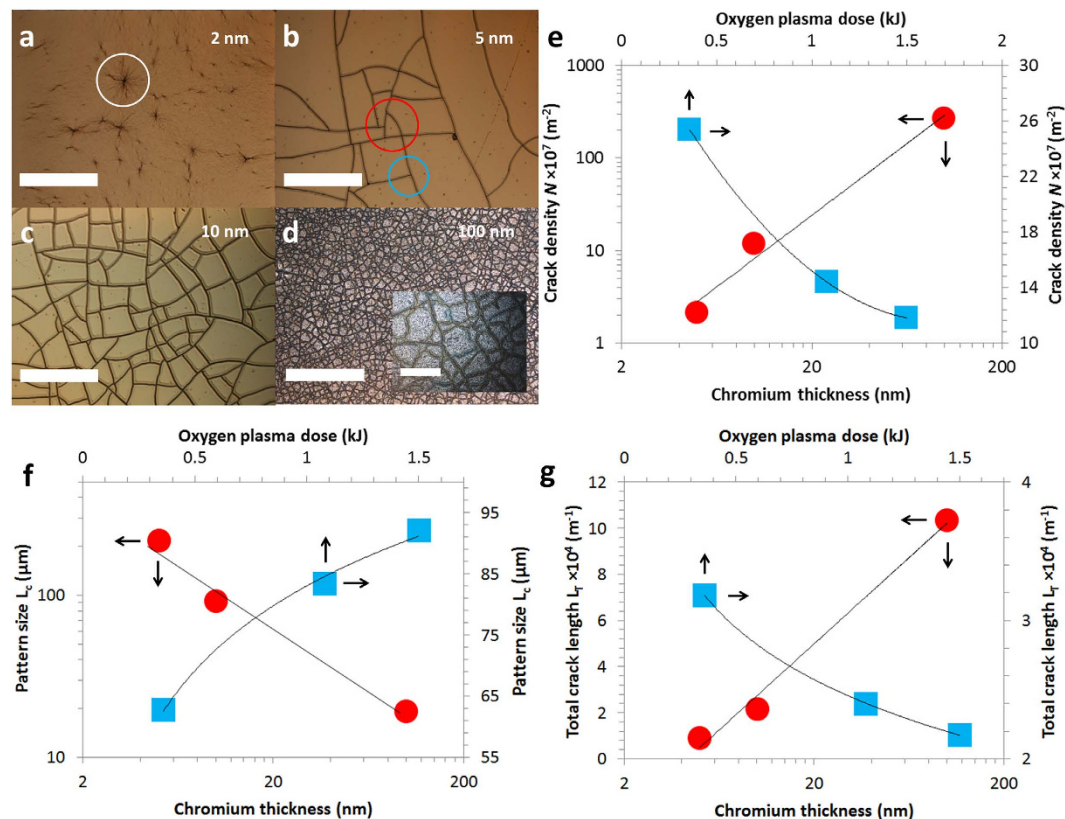 a
2 nm
b
5 nm
c
10 nm
d
100 nm
e
Oxygen plasma dose (kJ)
0
0.5
1
1.5
2
1000
100
10
1
30
26
22
18
14
10
Crack density N ×10⁷ (m⁻²)
Crack density N ×10⁷ (m⁻²)
2
20
200
Chromium thickness (nm)
f
Oxygen plasma dose (kJ)
0
0.5
1
1.5
100
10
95
85
75
65
55
Pattern size L꜀ (µm)
Pattern size L꜀ (µm)
2
20
200
Chromium thickness (nm)
g
Oxygen plasma dose (kJ)
0
0.5
1
1.5
12
10
8
6
4
2
0
4
3
2
Total crack length Lᴛ ×10⁴ (m⁻¹)
Total crack length Lᴛ ×10⁴ (m⁻¹)
2
20
200
Chromium thickness (nm)